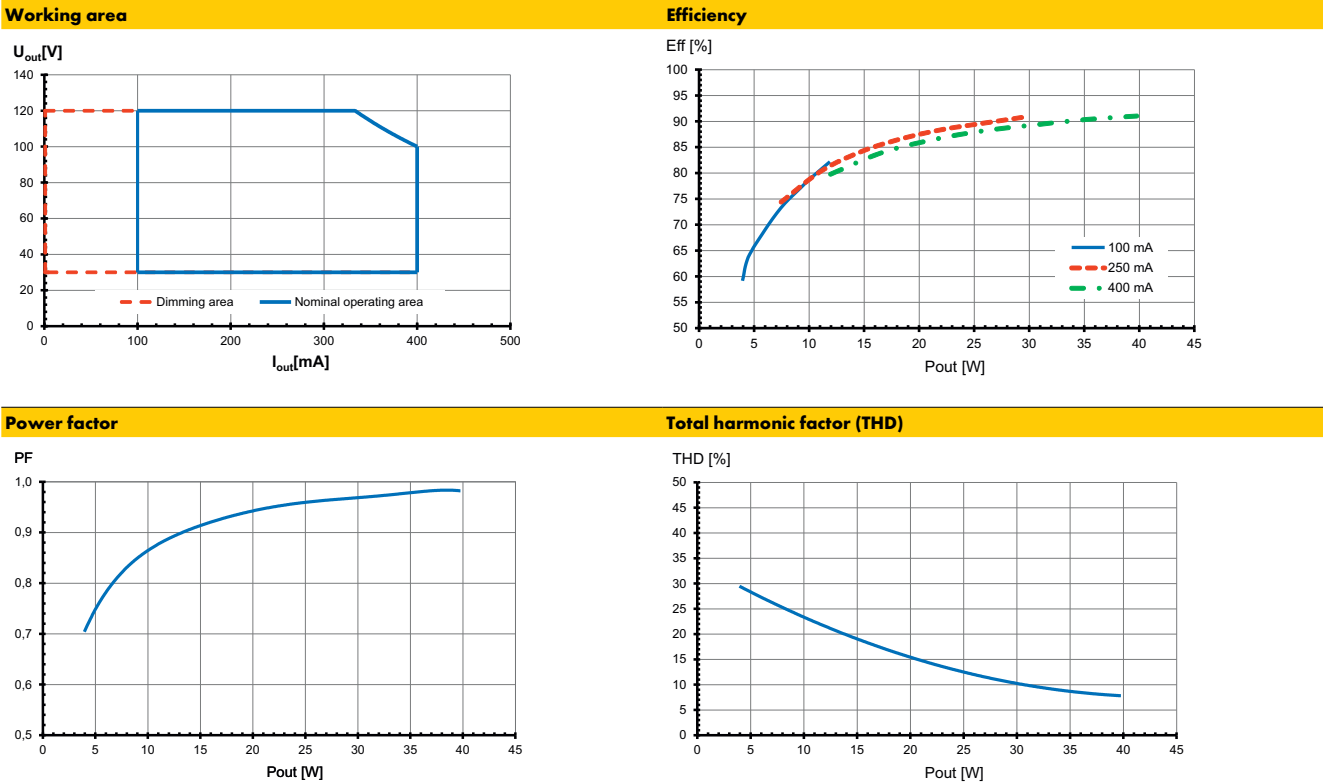 Working area
U_out[V]
140
120
100
80
60
40
20
0
0 100 200 300 400 500
Dimming area Nominal operating area
I_out[mA]
Efficiency
Eff [%]
100
95
90
85
80
75
70
65
60
55
50
0 5 10 15 20 25 30 35 40 45
100 mA
250 mA
400 mA
Pout [W]
Power factor
PF
1,0
0,9
0,8
0,7
0,6
0,5
0 5 10 15 20 25 30 35 40 45
Pout [W]
Total harmonic factor (THD)
THD [%]
50
45
40
35
30
25
20
15
10
5
0
0 5 10 15 20 25 30 35 40 45
Pout [W]